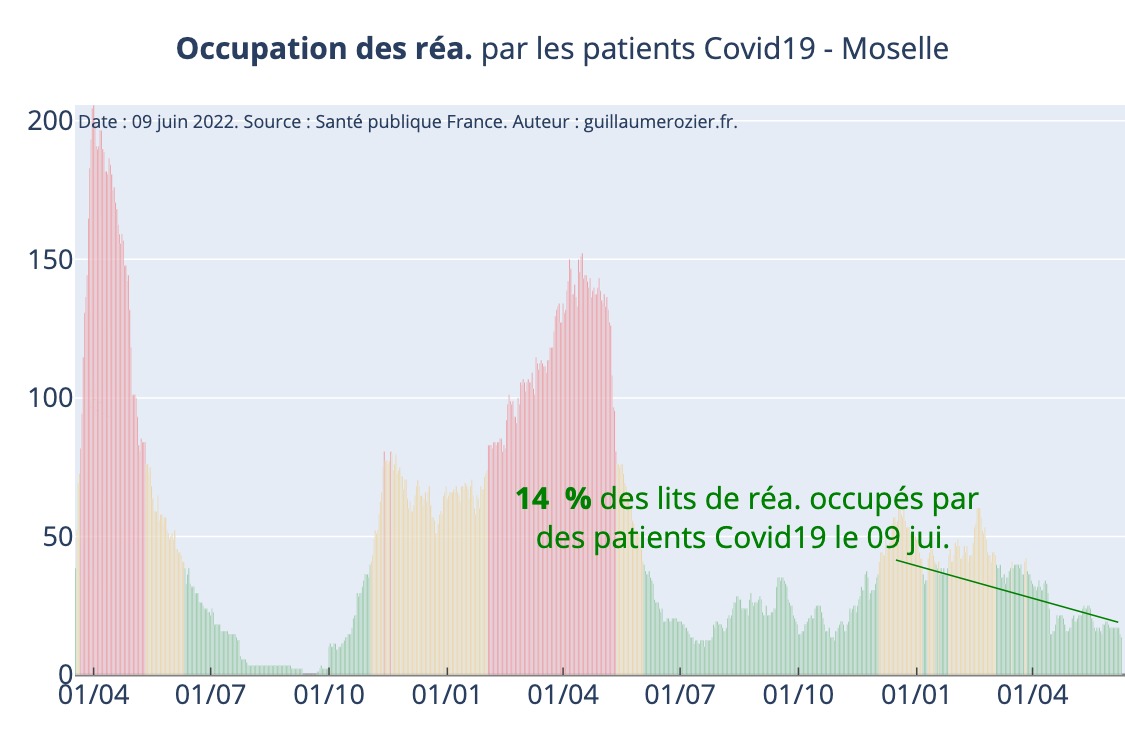 Occupation des réa. par les patients Covid19 - Moselle
200
Date : 09 juin 2022. Source : Santé publique France. Auteur : guillaumerozier.fr.
150
100
14 % des lits de réa. occupés par
des patients Covid19 le 09 jui.
50
0
01/04 01/07 01/10 01/01 01/04 01/07 01/10 01/01 01/04